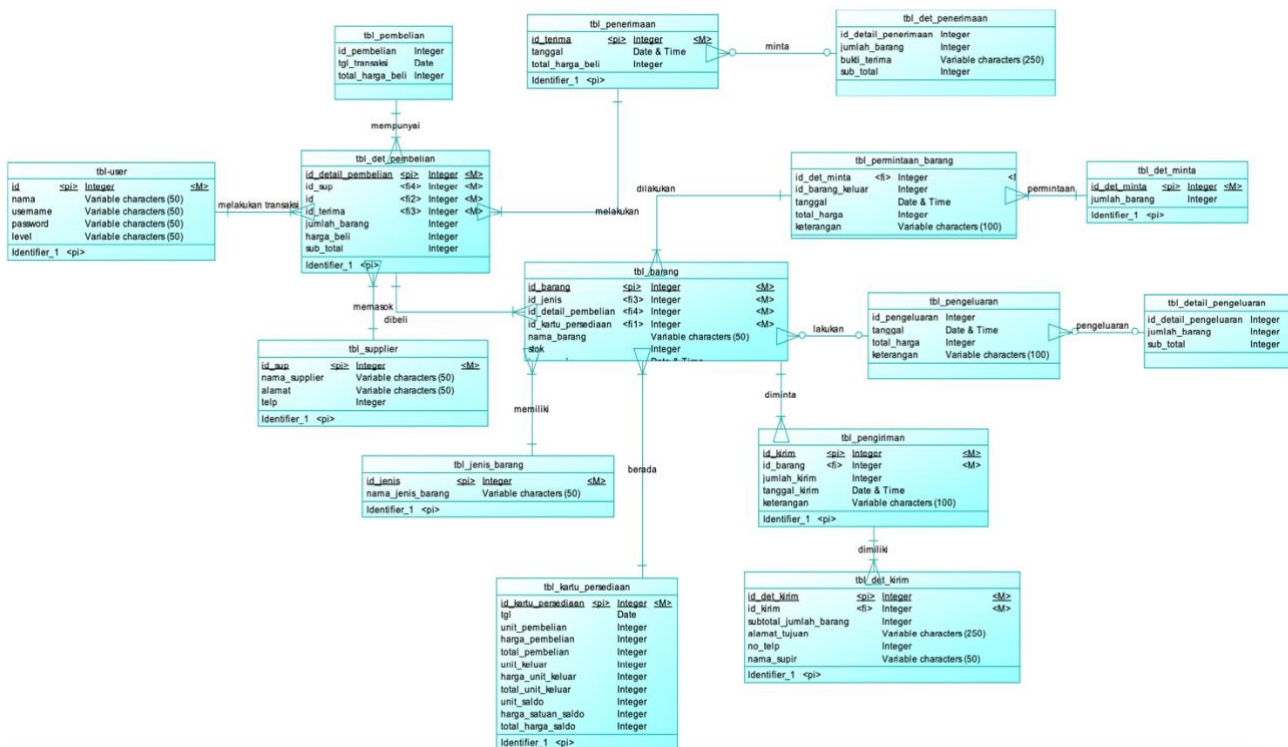 tbl_pembelian
id_pembelian Integer
tgl_transaksi Date
total_harga_beli Integer
tbl_penerimaan
id_terima <pi> Integer <M>
tanggal Date & Time
total_harga_beli Integer
Identifier_1 <pi>
minta
tbl_det_penerimaan
id_detail_penerimaan Integer
jumlah_barang Integer
bukti_terima Variable characters (250)
sub_total Integer
mempunyai
tbl-user
id <pi> Integer <M>
nama Variable characters (50)
username Variable characters (50)
password Variable characters (50)
level Variable characters (50)
Identifier_1 <pi>
melakukan transaksi
tbl_det_pembelian
id_detail_pembelian <pi> Integer <M>
id_sup <fi4> Integer <M>
id <fi2> Integer <M>
id_terima <fi3> Integer <M>
jumlah_barang Integer
harga_beli Integer
sub_total Integer
Identifier_1 <pi>
melakukan
dilakukan
tbl_permintaan_barang
id_det_minta <fi> Integer <f
id_barang_keluar Integer
tanggal Date & Time
total_harga Integer
keterangan Variable characters (100)
permintaan
tbl_det_minta
id_det_minta <pi> Integer <M>
jumlah_barang Integer
Identifier_1 <pi>
memasok
dibeli
tbl_barang
id_barang <pi> Integer <M>
id_jenis <fi3> Integer <M>
id_detail_pembelian <fi4> Integer <M>
id_kartu_persediaan <fi1> Integer <M>
nama_barang Variable characters (50)
stok Integer
Date & Time
lakukan
tbl_pengeluaran
id_pengeluaran Integer
tanggal Date & Time
total_harga Integer
keterangan Variable characters (100)
pengeluaran
tbl_detail_pengeluaran
id_detail_pengeluaran Integer
jumlah_barang Integer
sub_total Integer
tbl_supplier
id_sup <pi> Integer <M>
nama_supplier Variable characters (50)
alamat Variable characters (50)
telp Integer
Identifier_1 <pi>
memiliki
diminta
tbl_jenis_barang
id_jenis <pi> Integer <M>
nama_jenis_barang Variable characters (50)
Identifier_1 <pi>
berada
tbl_pengiriman
id_kirim <pi> Integer <M>
id_barang <fi> Integer <M>
jumlah_kirim Integer
tanggal_kirim Date & Time
keterangan Variable characters (100)
Identifier_1 <pi>
dimiliki
tbl_kartu_persediaan
id_kartu_persediaan <pi> Integer <M>
tgl Date
unit_pembelian Integer
harga_pembelian Integer
total_pembelian Integer
unit_keluar Integer
harga_unit_keluar Integer
total_unit_keluar Integer
unit_saldo Integer
harga_satuan_saldo Integer
total_harga_saldo Integer
Identifier_1 <pi>
tbl_det_kirim
id_det_kirim <pi> Integer <M>
id_kirim <fi> Integer <M>
subtotal_jumlah_barang Integer
alamat_tujuan Variable characters (250)
no_telp Integer
nama_supir Variable characters (50)
Identifier_1 <pi>